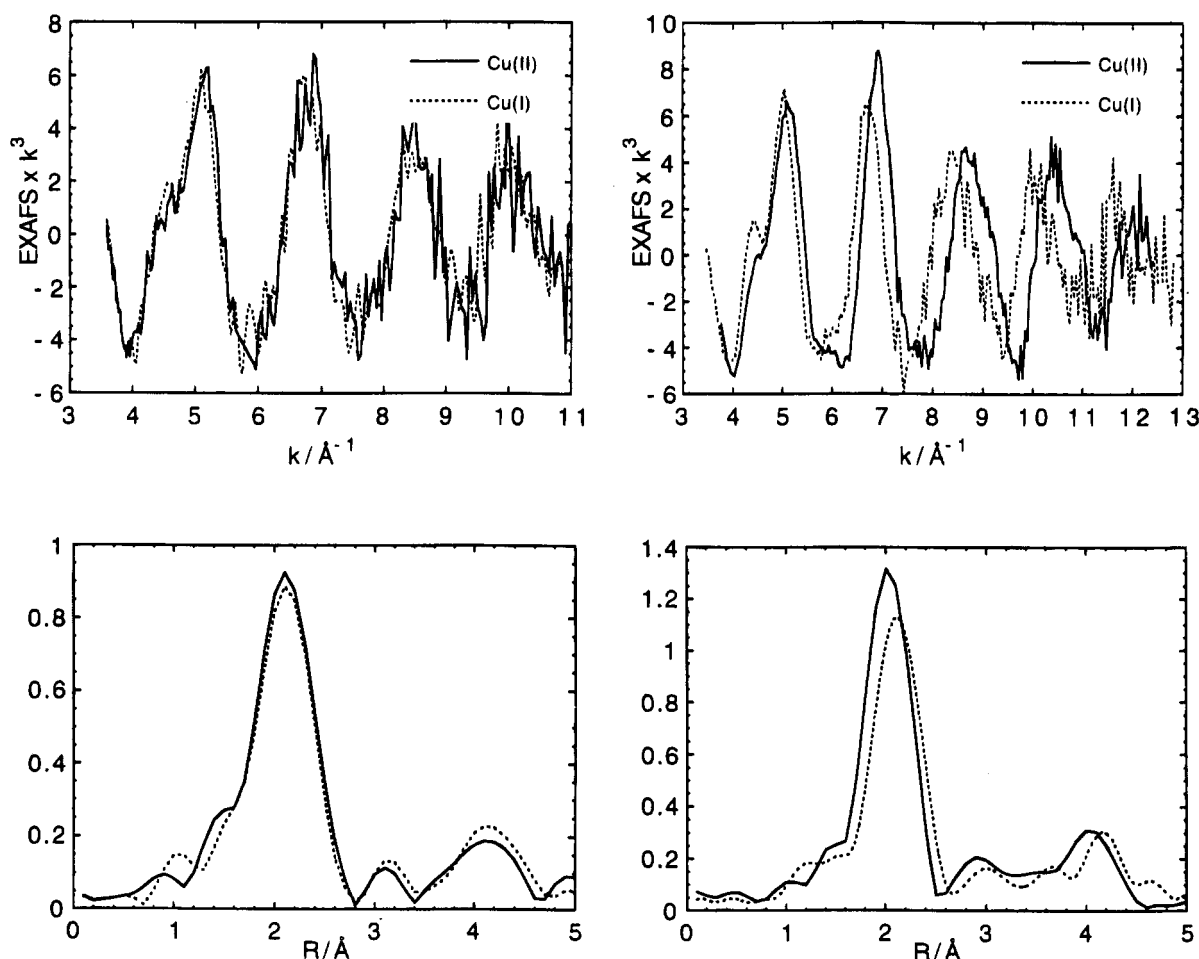 8
6
4
2
0
- 2
- 4
- 6
EXAFS x k³
Cu(II)
Cu(I)
3 4 5 6 7 8 9 10 11
k / Å⁻¹
10
8
6
4
2
0
- 2
- 4
- 6
EXAFS x k³
Cu(II)
Cu(I)
3 4 5 6 7 8 9 10 11 12 13
k / Å⁻¹
1
0.8
0.6
0.4
0.2
0
0 1 2 3 4 5
R/Å
1.4
1.2
1
0.8
0.6
0.4
0.2
0
0 1 2 3 4 5
R/Å